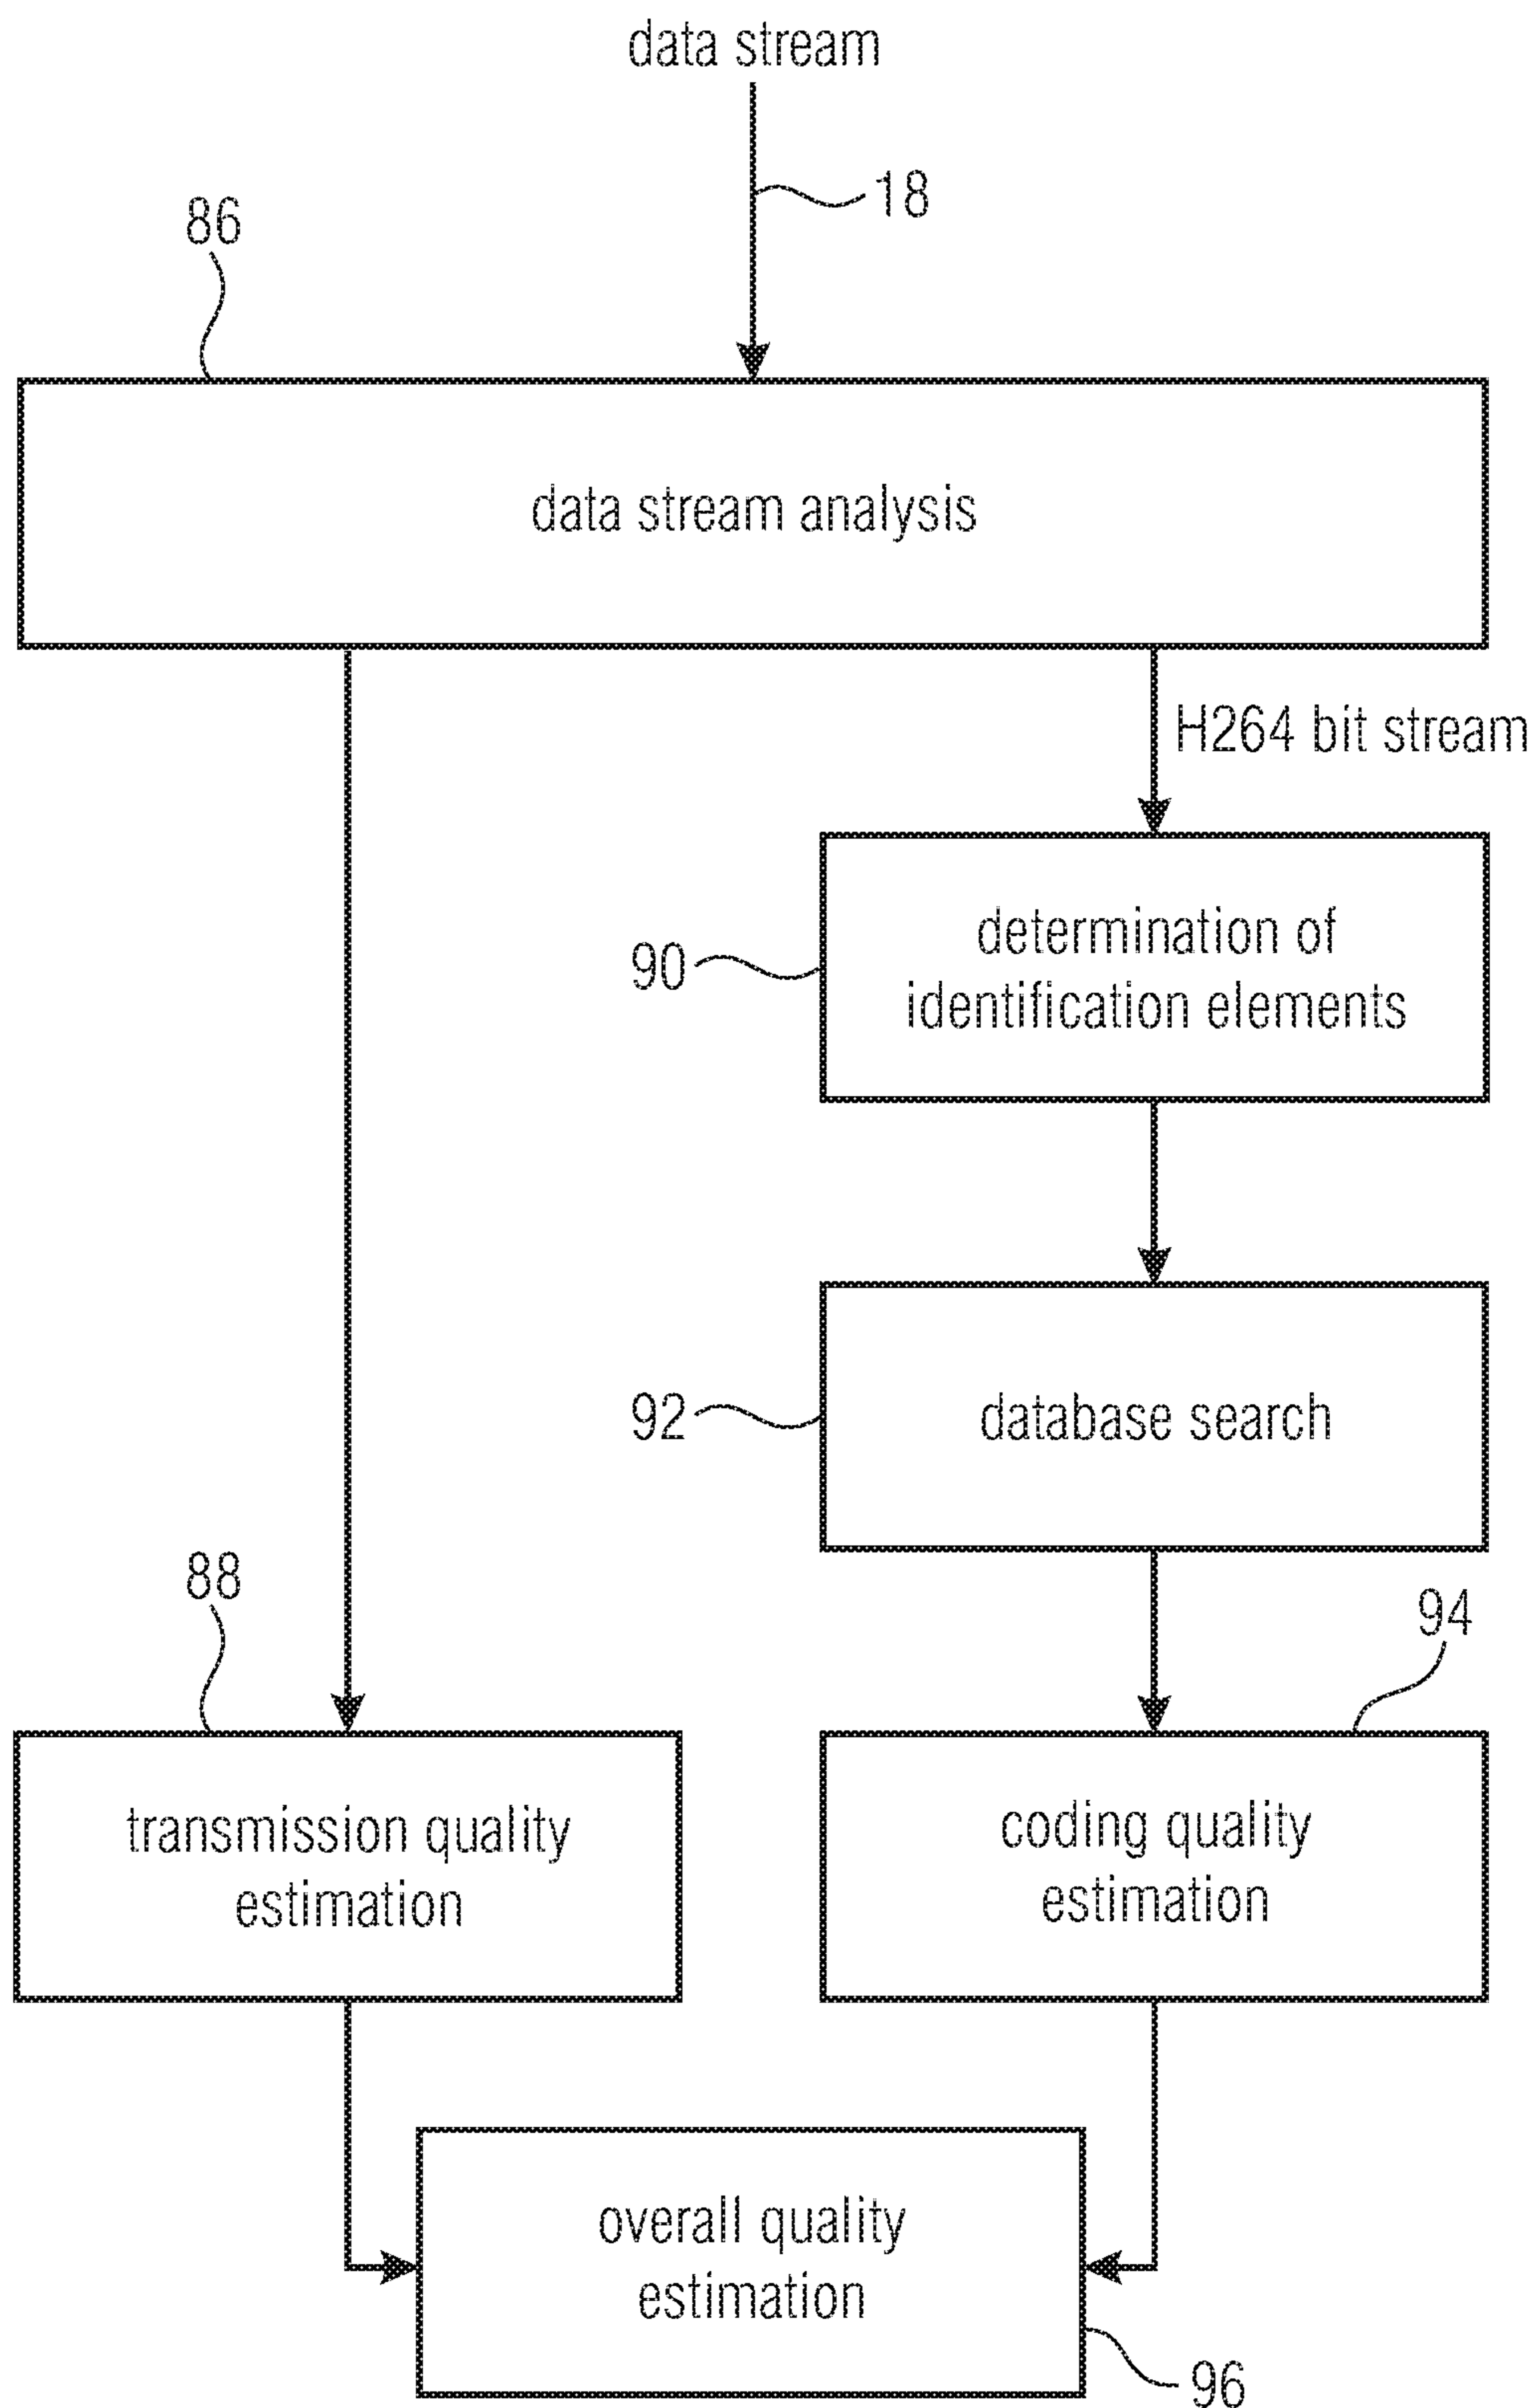 data stream
18
86
data stream analysis
H264 bit stream
90
determination of
identification elements
92
database search
88
94
transmission quality
estimation
coding quality
estimation
overall quality
estimation
96